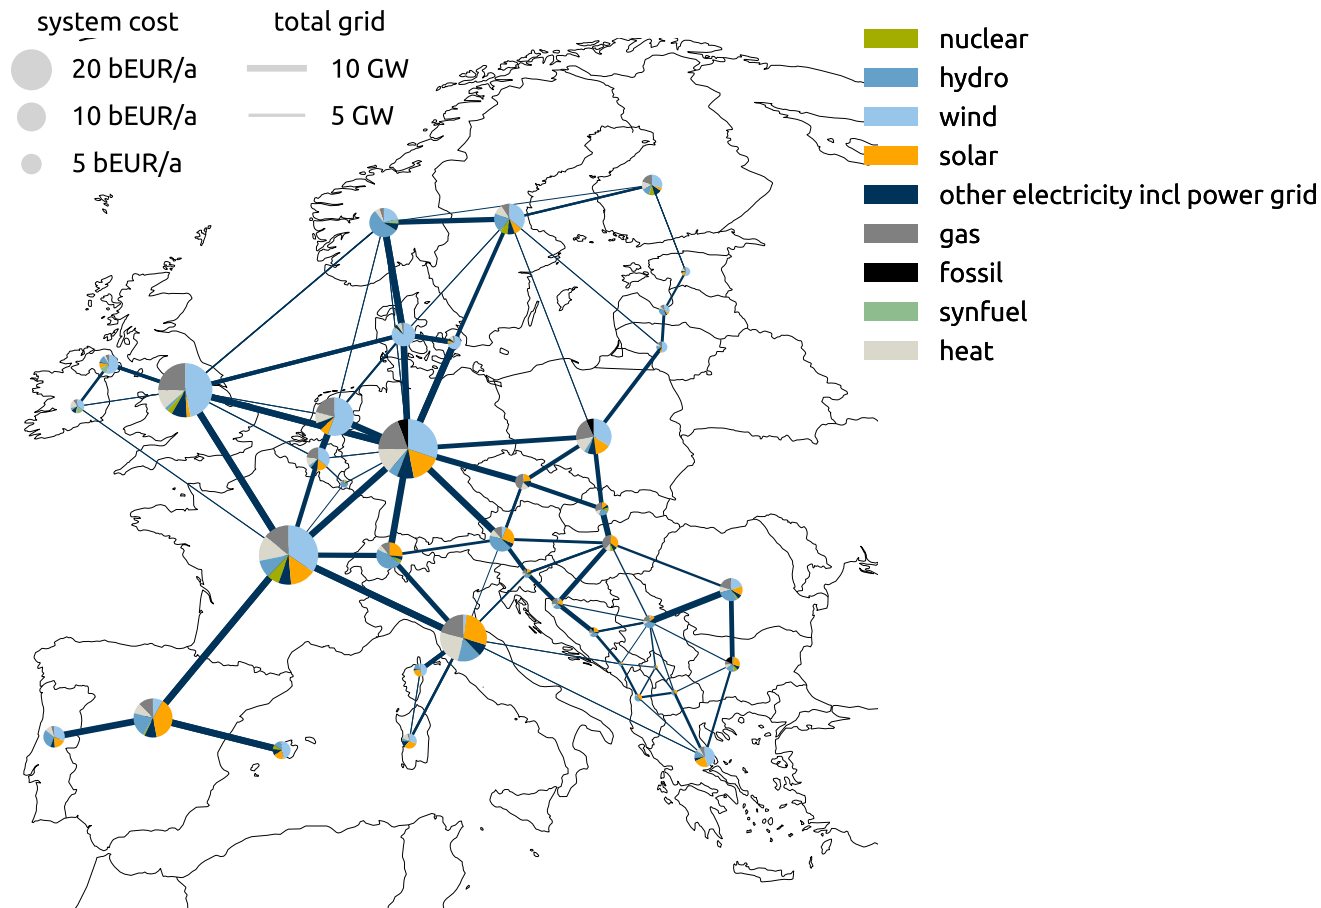 system cost
20 bEUR/a
10 bEUR/a
5 bEUR/a
total grid
10 GW
5 GW
nuclear
hydro
wind
solar
other electricity incl power grid
gas
fossil
synfuel
heat